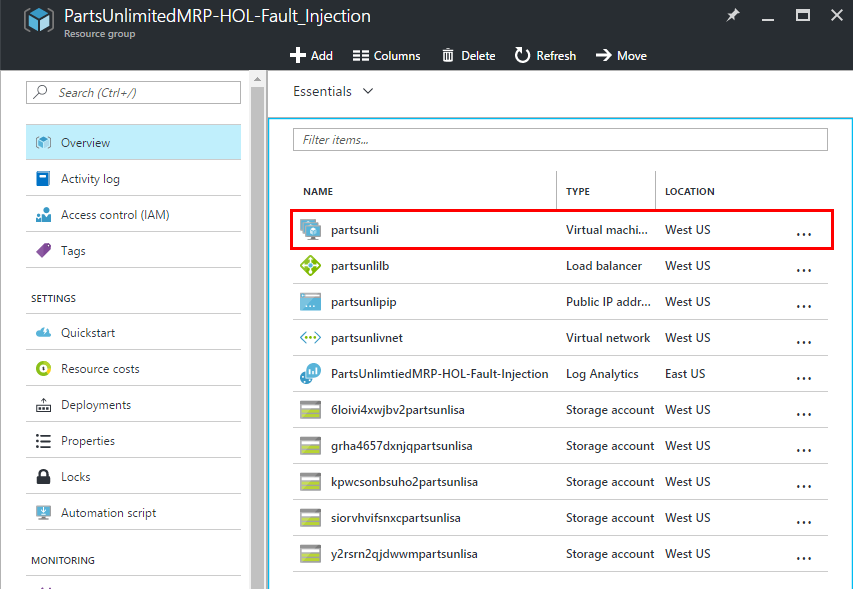 PartsUnlimitedMRP-HOL-Fault_Injection
Resource group
Add Columns Delete Refresh Move
Search (Ctrl+/)
Overview
Activity log
Access control (IAM)
Tags
SETTINGS
Quickstart
Resource costs
Deployments
Properties
Locks
Automation script
MONITORING
Essentials
Filter items...
NAME TYPE LOCATION
partsunli Virtual machi... West US ...
partsunlilb Load balancer West US ...
partsunlipip Public IP addr... West US ...
partsunlivnet Virtual network West US ...
PartsUnlimtiedMRP-HOL-Fault-Injection Log Analytics East US ...
6loivi4xwjbv2partsunlisa Storage account West US ...
grha4657dxnjqpartsunlisa Storage account West US ...
kpwcsonbsuho2partsunlisa Storage account West US ...
siorvhvifsnxcpartsunlisa Storage account West US ...
y2rsrn2qjdwwmpartsunlisa Storage account West US ...